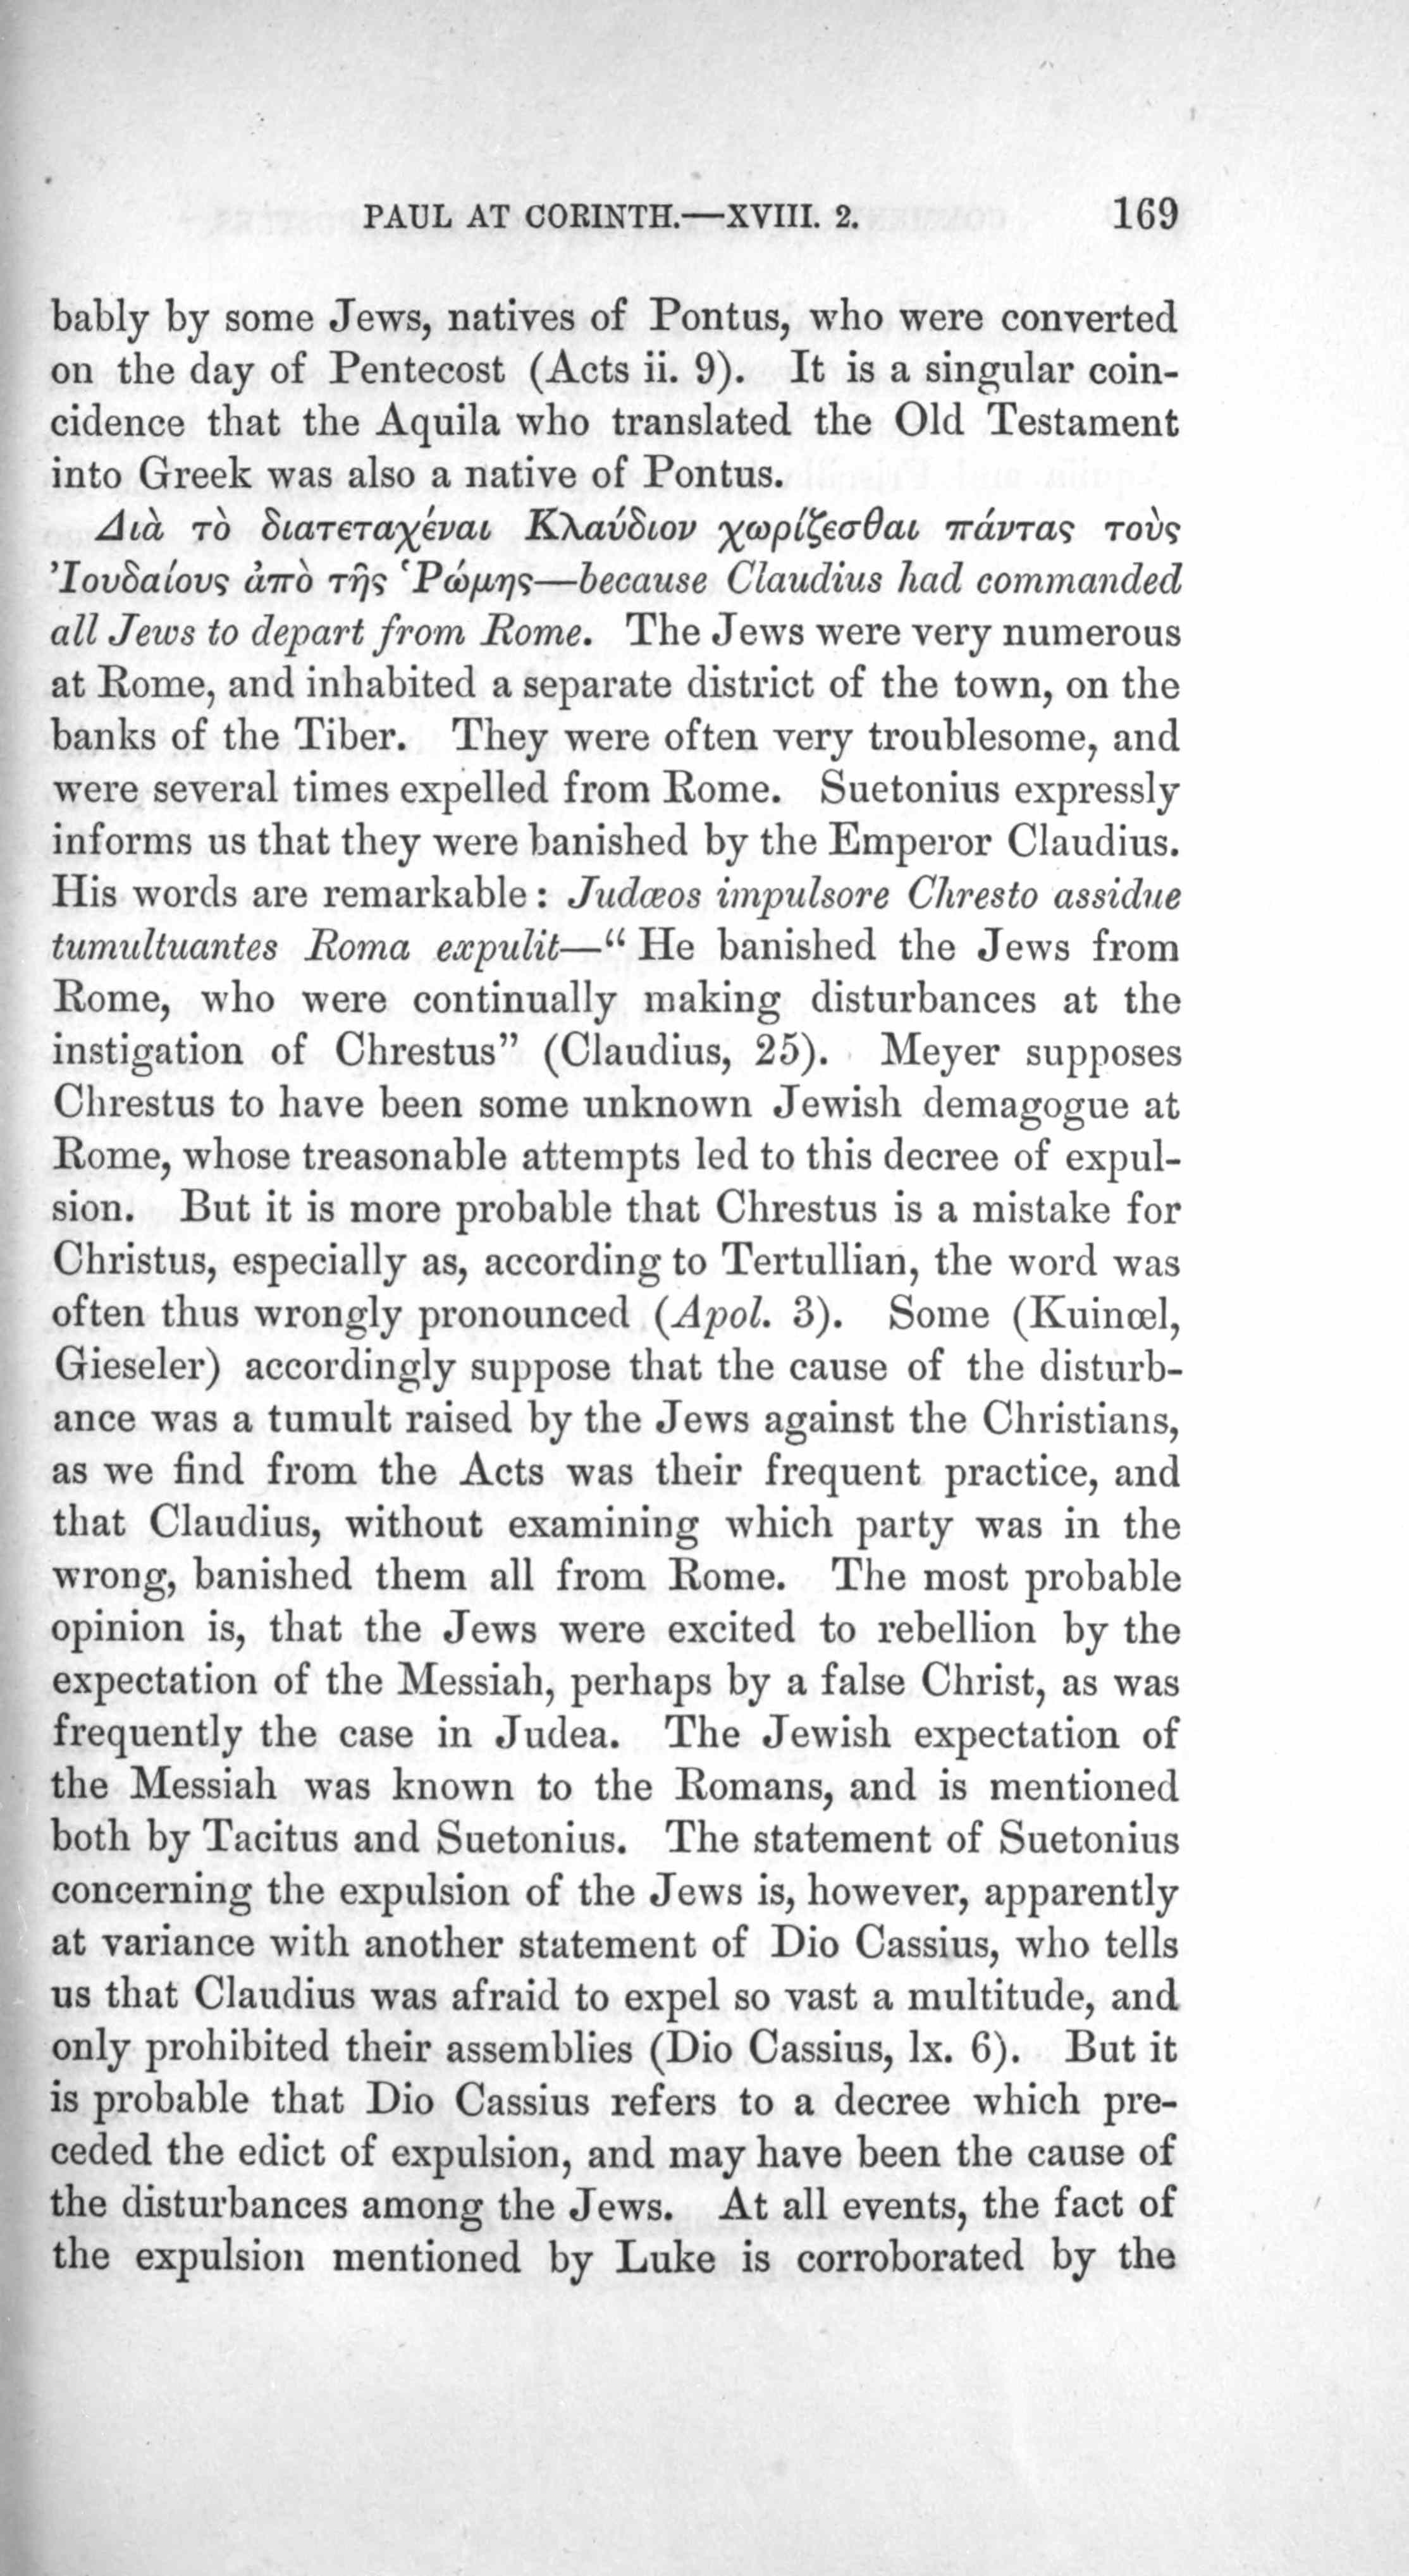 PAUL AT CORINTH.—XVIII. 2. 169
bably by some Jews, natives of Pontus, who were converted
on the day of Pentecost (Acts ii. 9). It is a singular coin-
cidence that the Aquila who translated the Old Testament
into Greek was also a native of Pontus.
Διὰ τὸ διατεταχέναι Κλαύδιον χωρίζεσθαι πάντας τοὺς
Ἰουδαίους ἀπὸ τῆς Ῥώμης—because Claudius had commanded
all Jews to depart from Rome. The Jews were very numerous
at Rome, and inhabited a separate district of the town, on the
banks of the Tiber. They were often very troublesome, and
were several times expelled from Rome. Suetonius expressly
informs us that they were banished by the Emperor Claudius.
His words are remarkable: Judæos impulsore Chresto assidue
tumultuantes Roma expulit—“He banished the Jews from
Rome, who were continually making disturbances at the
instigation of Chrestus” (Claudius, 25). Meyer supposes
Chrestus to have been some unknown Jewish demagogue at
Rome, whose treasonable attempts led to this decree of expul-
sion. But it is more probable that Chrestus is a mistake for
Christus, especially as, according to Tertullian, the word was
often thus wrongly pronounced (Apol. 3). Some (Kuinœl,
Gieseler) accordingly suppose that the cause of the disturb-
ance was a tumult raised by the Jews against the Christians,
as we find from the Acts was their frequent practice, and
that Claudius, without examining which party was in the
wrong, banished them all from Rome. The most probable
opinion is, that the Jews were excited to rebellion by the
expectation of the Messiah, perhaps by a false Christ, as was
frequently the case in Judea. The Jewish expectation of
the Messiah was known to the Romans, and is mentioned
both by Tacitus and Suetonius. The statement of Suetonius
concerning the expulsion of the Jews is, however, apparently
at variance with another statement of Dio Cassius, who tells
us that Claudius was afraid to expel so vast a multitude, and
only prohibited their assemblies (Dio Cassius, lx. 6). But it
is probable that Dio Cassius refers to a decree which pre-
ceded the edict of expulsion, and may have been the cause of
the disturbances among the Jews. At all events, the fact of
the expulsion mentioned by Luke is corroborated by the